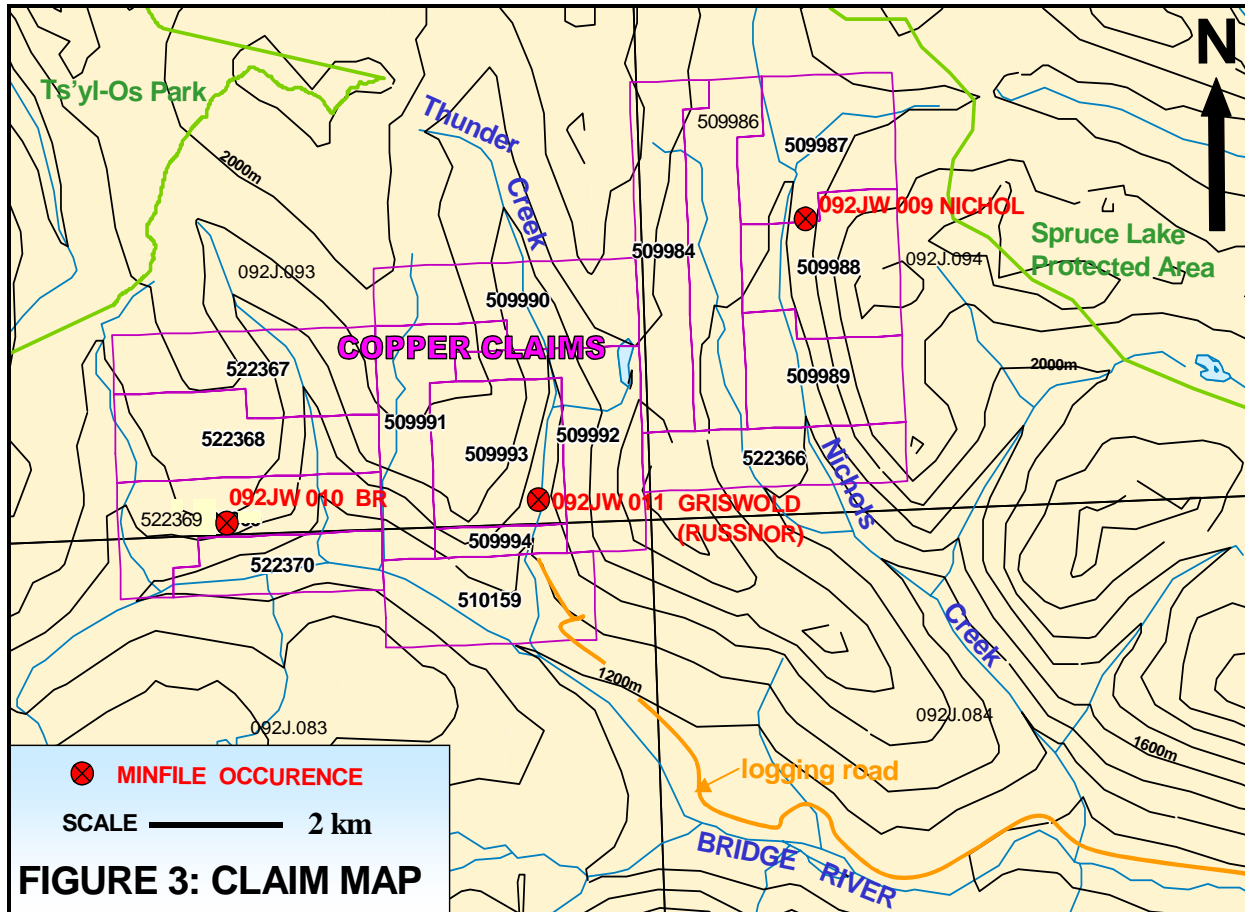 N
Ts'yl-Os Park
Thunder
Creek
2000m
509986
509987
092JW 009 NICHOL
Spruce Lake
Protected Area
509984
092J.093
509988
092J.094
509990
COPPER CLAIMS
522367
509989
2000m
509991
522368
509993
509992
522366
Nichols
Creek
092JW 010 BR
092JW 011 GRISWOLD
(RUSSNOR)
522369
509994
522370
510159
1200m
092J.083
092J.084
1600m
logging road
BRIDGE RIVER
MINFILE OCCURENCE
SCALE 2 km
FIGURE 3: CLAIM MAP